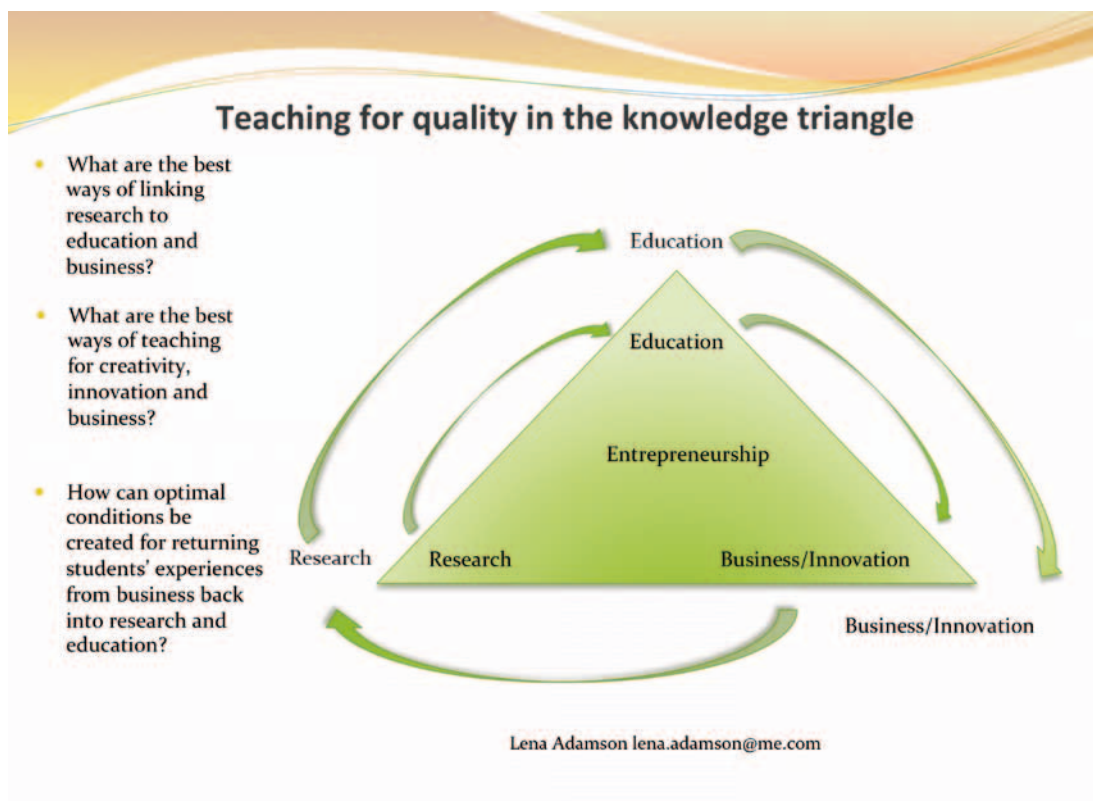 Teaching for quality in the knowledge triangle
• What are the best
ways of linking
research to
education and
business?
• What are the best
ways of teaching
for creativity,
innovation and
business?
• How can optimal
conditions be
created for returning
students' experiences
from business back
into research and
education?
Education
Education
Entrepreneurship
Research
Research
Business/Innovation
Business/Innovation
Lena Adamson lena.adamson@me.com